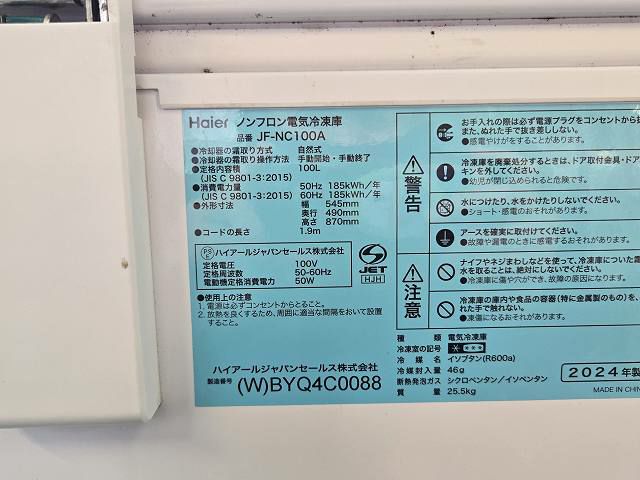 Haier ノンフロン電気冷凍庫
品番 JF-NC100A
●冷却器の霜取り方式 自然式
●冷却器の霜取り操作方法 手動開始・手動終了
●定格内容積 100L
(JIS C 9801-3:2015)
●消費電力量 50Hz 185kWh/年
(JIS C 9801-3:2015) 60Hz 185kWh/年
●外形寸法 幅 545mm
奥行 490mm
高さ 870mm
●コードの長さ 1.9m
PSE ハイアールジャパンセールス株式会社
定格電圧 100V
定格周波数 50-60Hz
電動機定格消費電力 50W
S JET
HJH
●使用上の注意
1. 電源は必ずコンセントからとること。
2. 放熱を良くするため、周囲に適当な間隔をおいて設置
すること。
ハイアールジャパンセールス株式会社
製造番号 (W)BYQ4C0088
警告
お手入れの際は必ず電源プラグをコンセントから抜
また、ぬれた手で抜き差ししない。
●感電やけがをすることがあります。
冷凍庫を廃棄処分するときは、ドア取付金具・ドア
キンを外してください。
●幼児が閉じ込められると危険です。
水につけたり、水をかけたりしないでください。
●ショート・感電のおそれがあります。
アースを確実に取付けてください。
●故障や漏電のときに感電するおそれがあります。
注意
ナイフやネジまわしなどを使って、冷凍庫についた霜
水を取ることは、絶対にしないでください。
●冷凍庫に傷や穴ができ、故障の原因になります。
冷凍庫の庫内や食品の容器(特に金属製のもの)を、
れた手で触れない。
●凍傷になるおそれがあります。
種類 電気冷凍庫
冷凍室の記号 ****
冷媒 イソブタン(R600a)
冷媒封入量 46g
断熱発泡ガス シクロペンタン/イソペンタン
質量 25.5kg
2024年製
MADE IN CHIN